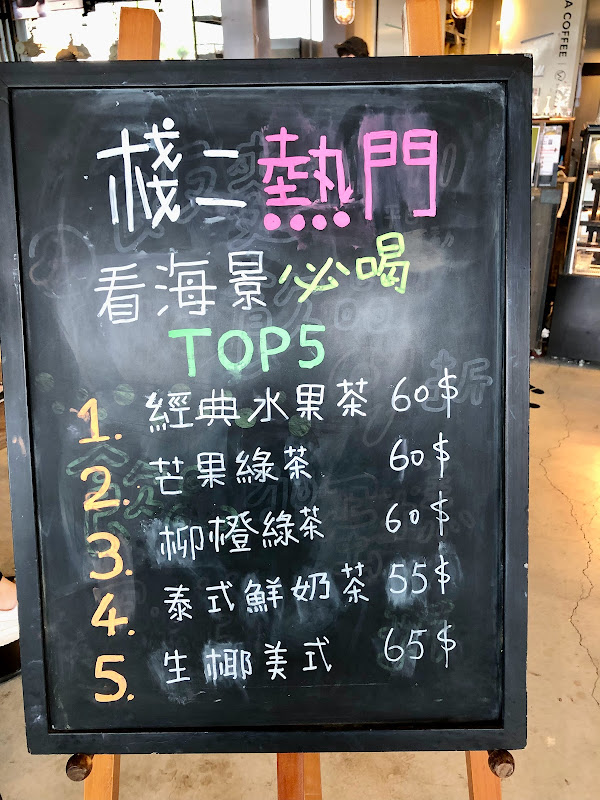 栈二熱門
看海景必喝
TOP5
1. 經典水果茶 60$
2. 芒果綠茶 60$
3. 柳橙綠茶 60$
4. 泰式鮮奶茶 55$
5. 生椰美式 65$
A COFFEE